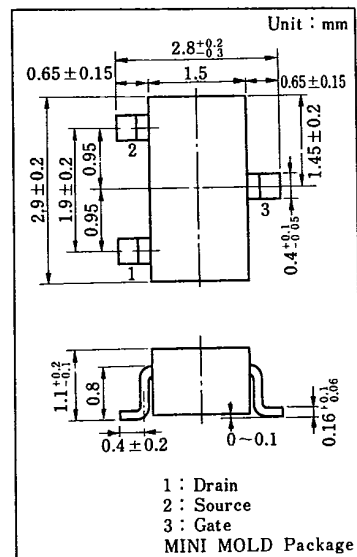 Unit : mm
2.8 +0.2 -0.3
0.65±0.15 1.5 0.65±0.15
2.9±0.2
1.9±0.2
0.95
0.95
2
1
3
1.45±0.2
0.4 +0.1 -0.05
1.1 +0.2 -0.1
0.8
0.4±0.2
0~0.1
0.16 +0.1 -0.06
1 : Drain
2 : Source
3 : Gate
MINI MOLD Package